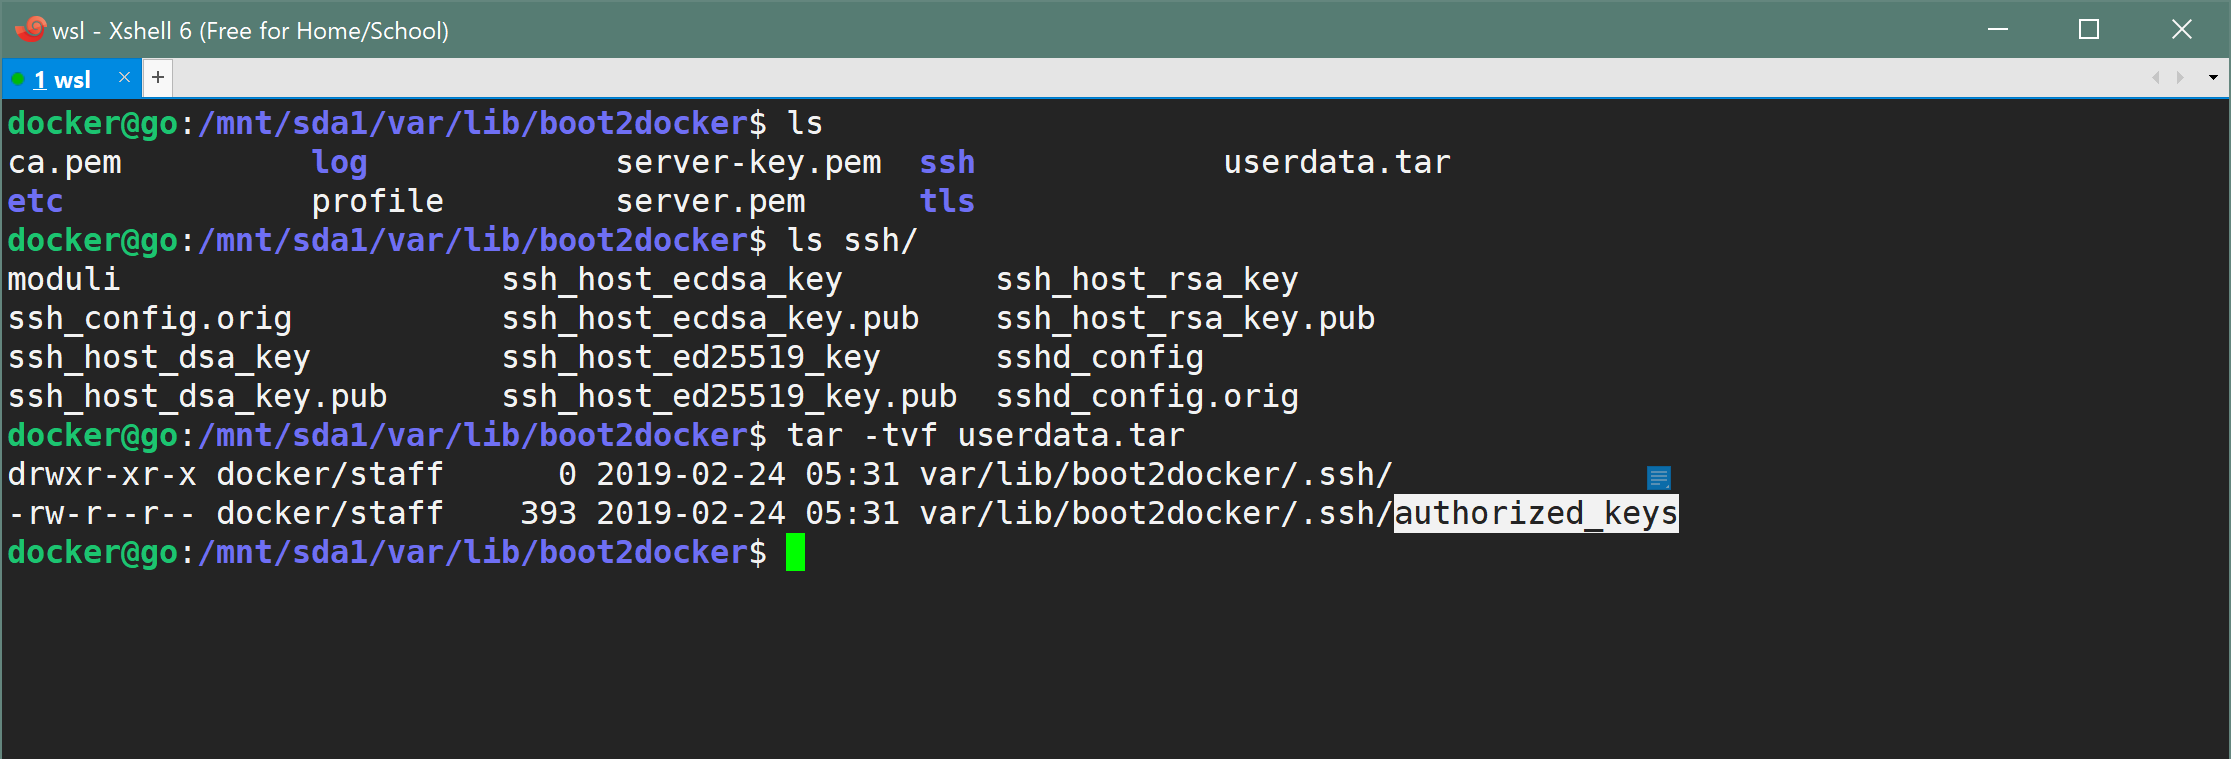 wsl - Xshell 6 (Free for Home/School)
1 wsl × +
docker@go:/mnt/sda1/var/lib/boot2docker$ ls
ca.pem          log             server-key.pem  ssh             userdata.tar
etc             profile         server.pem      tls
docker@go:/mnt/sda1/var/lib/boot2docker$ ls ssh/
moduli                    ssh_host_ecdsa_key        ssh_host_rsa_key
ssh_config.orig           ssh_host_ecdsa_key.pub    ssh_host_rsa_key.pub
ssh_host_dsa_key          ssh_host_ed25519_key      sshd_config
ssh_host_dsa_key.pub      ssh_host_ed25519_key.pub  sshd_config.orig
docker@go:/mnt/sda1/var/lib/boot2docker$ tar -tvf userdata.tar
drwxr-xr-x docker/staff      0 2019-02-24 05:31 var/lib/boot2docker/.ssh/
-rw-r--r-- docker/staff    393 2019-02-24 05:31 var/lib/boot2docker/.ssh/authorized_keys
docker@go:/mnt/sda1/var/lib/boot2docker$